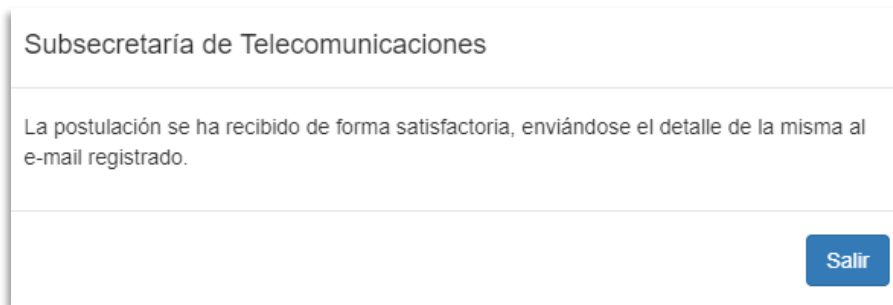 Subsecretaría de Telecomunicaciones
La postulación se ha recibido de forma satisfactoria, enviándose el detalle de la misma al
e-mail registrado.
Salir